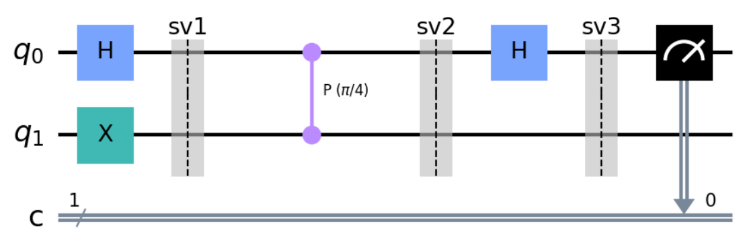 sv1 sv2 sv3
q0 H H
P (π/4)
q1 X
1 0
c